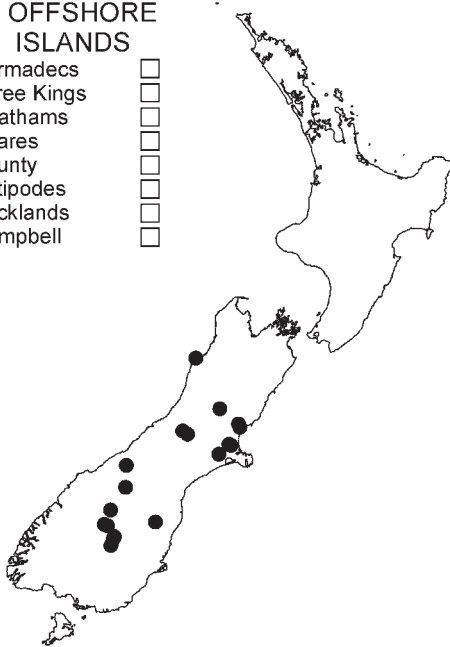 OFFSHORE
ISLANDS
rmadecs
ree Kings
athams
ares
unty
tipodes
cklands
mpbell